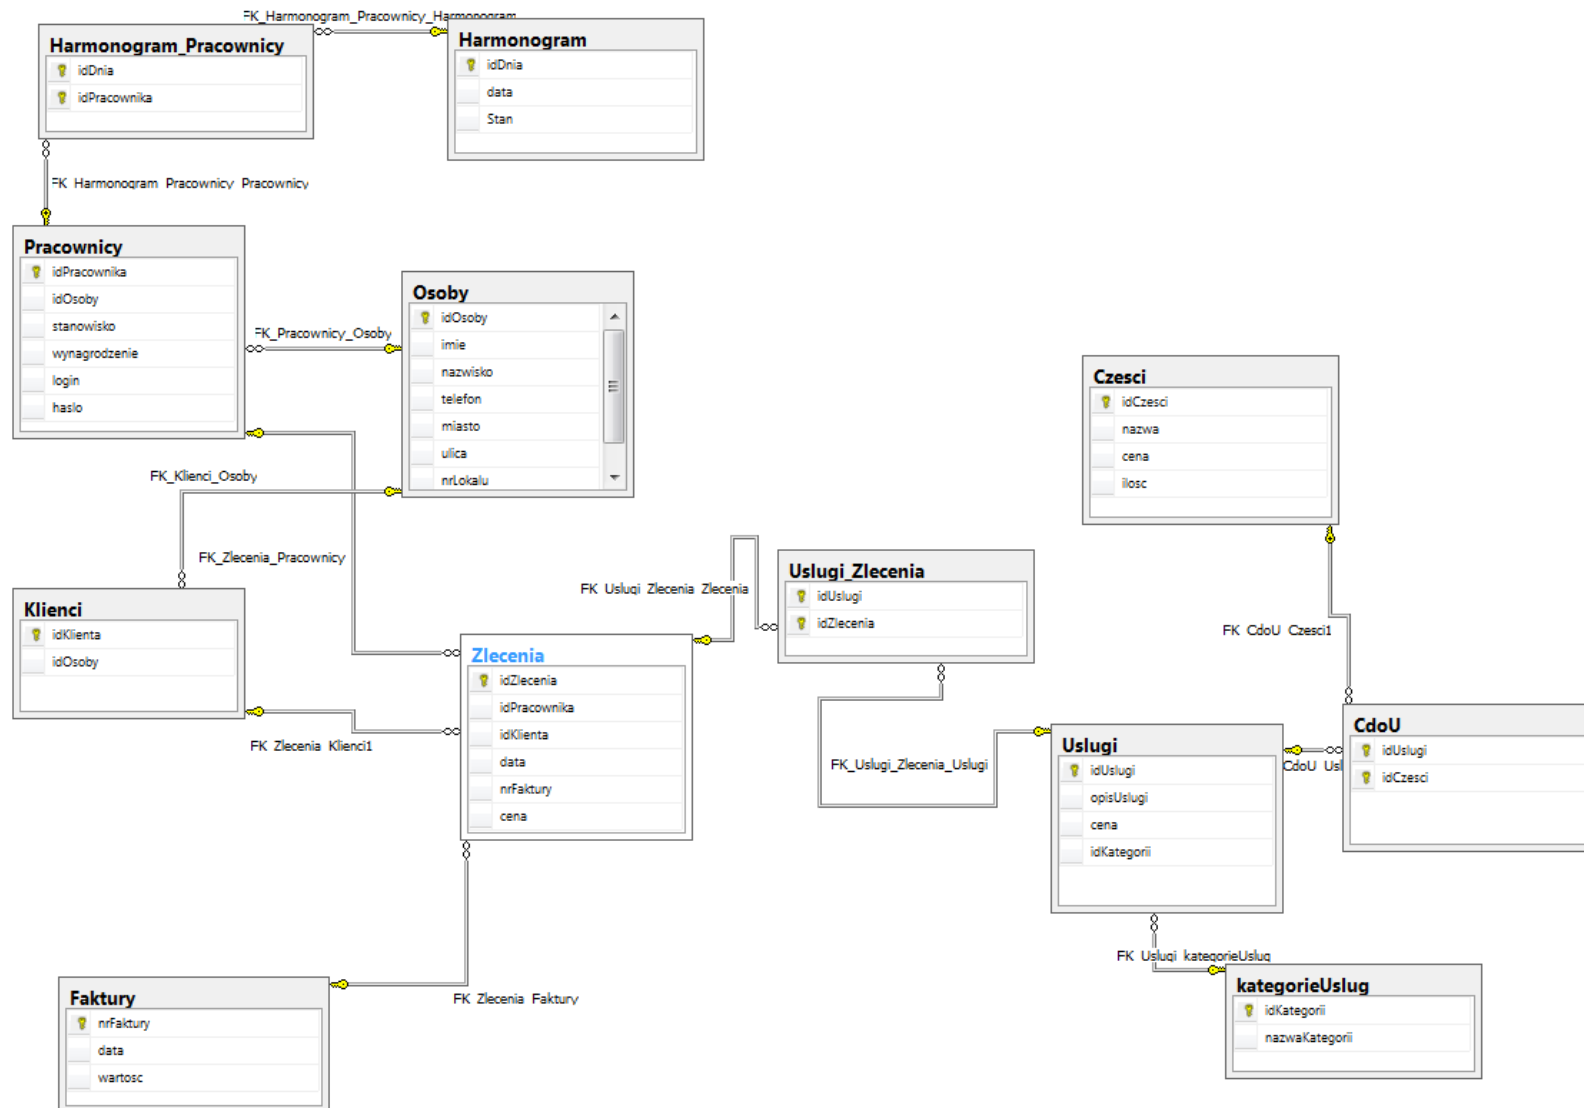 FK_Harmonogram_Pracownicy_Harmonogram
Harmonogram_Pracownicy
idDnia
idPracownika
Harmonogram
idDnia
data
Stan
FK_Harmonogram_Pracownicy_Pracownicy
Pracownicy
idPracownika
idOsoby
stanowisko
wynagrodzenie
login
haslo
FK_Pracownicy_Osoby
Osoby
idOsoby
imie
nazwisko
telefon
miasto
ulica
nrLokalu
Czesci
idCzesci
nazwa
cena
ilosc
FK_Klienci_Osoby
FK_Zlecenia_Pracownicy
Klienci
idKlienta
idOsoby
FK_Zlecenia_Klienci1
Zlecenia
idZlecenia
idPracownika
idKlienta
data
nrFaktury
cena
FK_Uslugi_Zlecenia_Zlecenia
Uslugi_Zlecenia
idUslugi
idZlecenia
FK_CdoU_Czesci1
FK_Uslugi_Zlecenia_Uslugi
Uslugi
idUslugi
opisUslugi
cena
idKategorii
CdoU_Usl
CdoU
idUslugi
idCzesci
FK_Uslugi_kategorieUslug
kategorieUslug
idKategorii
nazwaKategorii
FK_Zlecenia_Faktury
Faktury
nrFaktury
data
wartosc